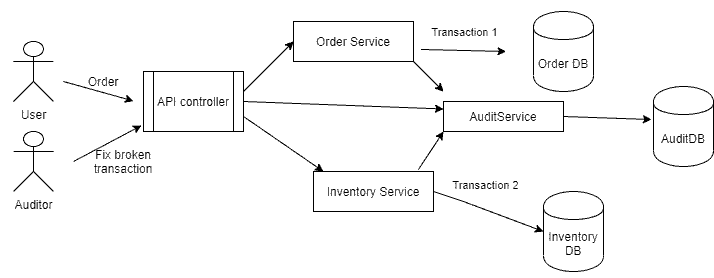 Transaction 1
Order Service
Order DB
Order
API controller
User
AuditService
AuditDB
Fix broken
transaction
Auditor
Inventory Service
Transaction 2
Inventory
DB